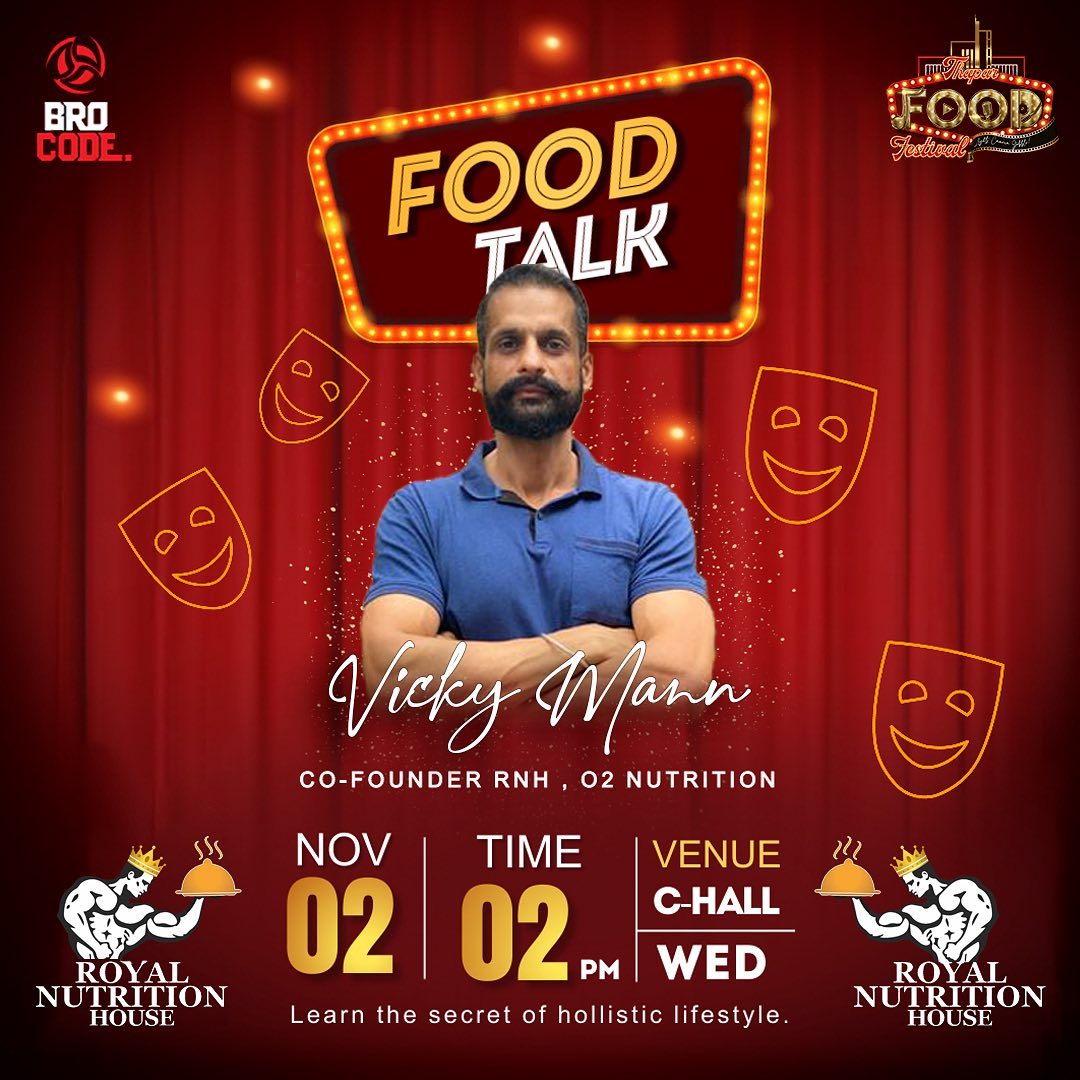 BRO
CODE.
Thapar
FOOD
Festival
FOOD
TALK
Vicky Mann
CO-FOUNDER RNH , O2 NUTRITION
NOV
02
TIME
02 PM
VENUE
C-HALL
WED
ROYAL
NUTRITION
HOUSE
ROYAL
NUTRITION
HOUSE
Learn the secret of hollistic lifestyle.